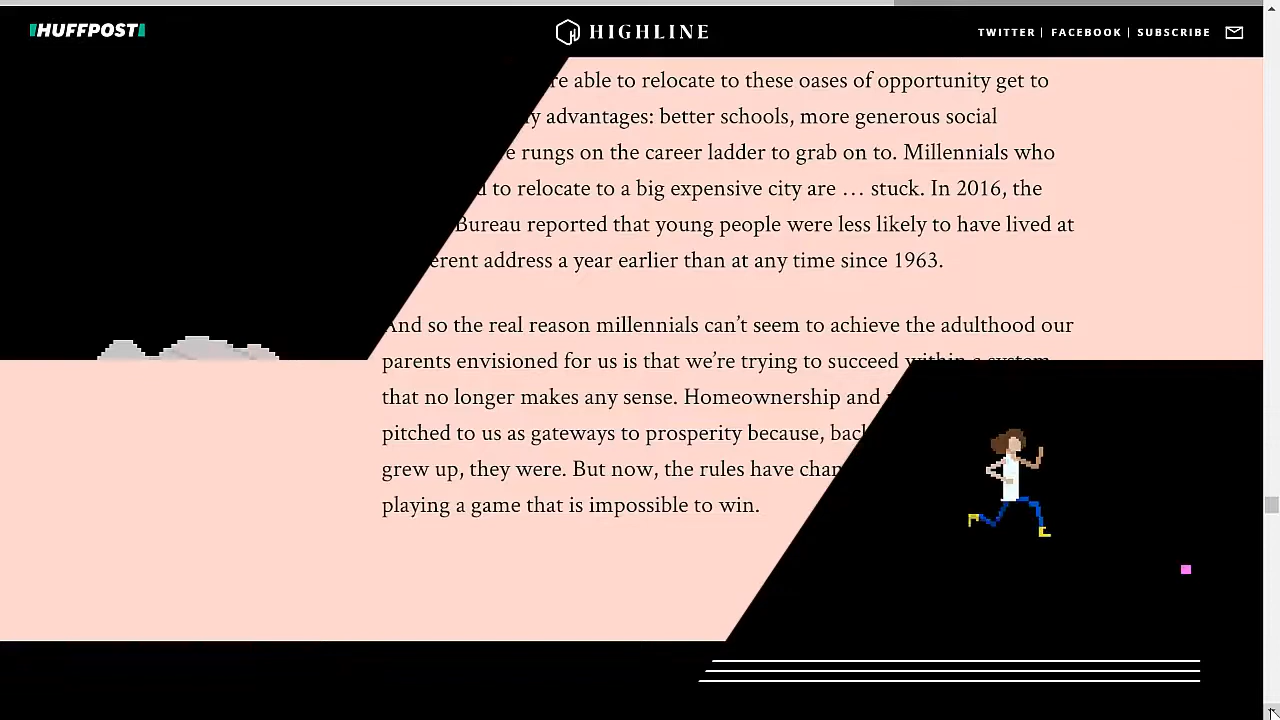 HUFFPOST
HIGHLINE
TWITTER | FACEBOOK | SUBSCRIBE
able to relocate to these oases of opportunity get to
advantages: better schools, more generous social
rungs on the career ladder to grab on to. Millennials who
to relocate to a big expensive city are … stuck. In 2016, the
Bureau reported that young people were less likely to have lived at
address a year earlier than at any time since 1963.
And so the real reason millennials can’t seem to achieve the adulthood our
parents envisioned for us is that we’re trying to succeed within a system
that no longer makes any sense. Homeownership and
pitched to us as gateways to prosperity because,
grew up, they were. But now, the rules have
playing a game that is impossible to win.